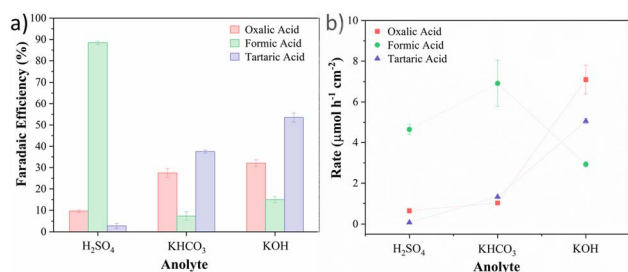 a)
Faradaic Efficiency (%)
100
90
80
70
60
50
40
30
20
10
0
Oxalic Acid
Formic Acid
Tartaric Acid
H₂SO₄ KHCO₃ KOH
Anolyte
b)
Rate (μmol h⁻¹ cm⁻²)
10
8
6
4
2
0
Oxalic Acid
Formic Acid
Tartaric Acid
H₂SO₄ KHCO₃ KOH
Anolyte